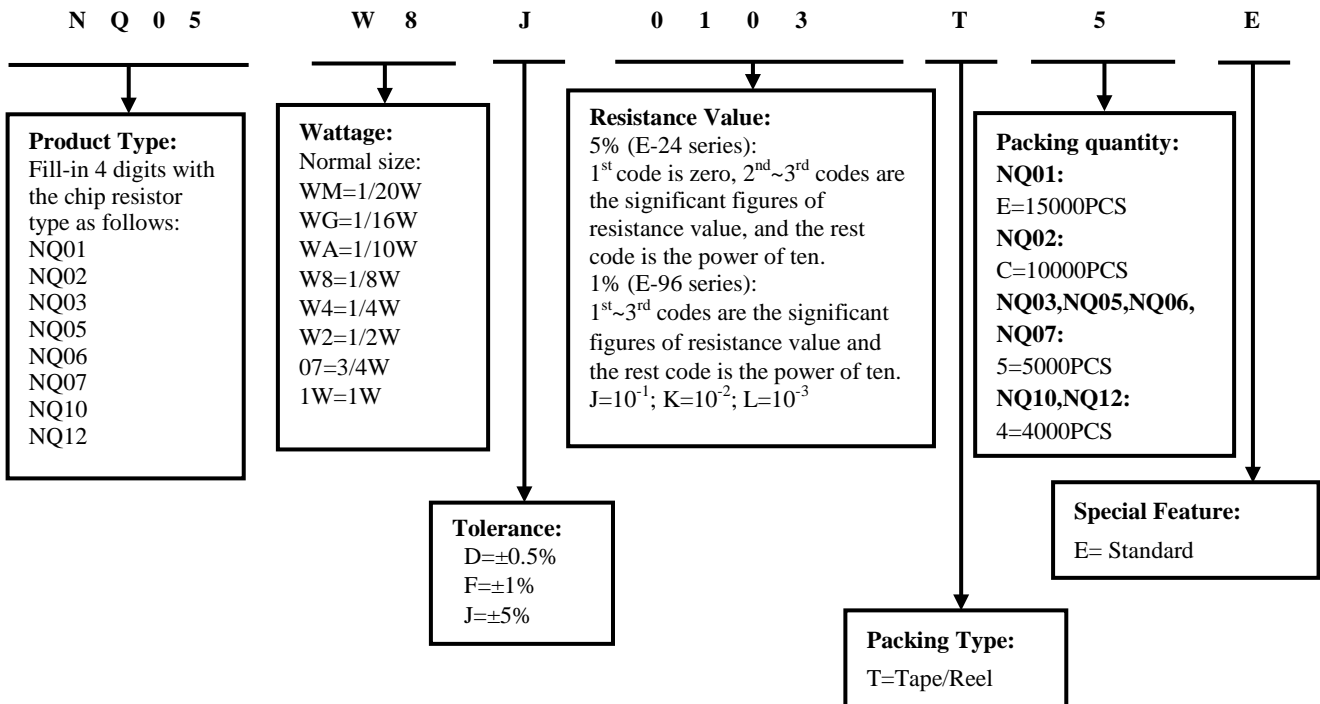 N Q 0 5 W 8 J 0 1 0 3 T 5 E
Product Type:
Fill-in 4 digits with
the chip resistor
type as follows:
NQ01
NQ02
NQ03
NQ05
NQ06
NQ07
NQ10
NQ12
Wattage:
Normal size:
WM=1/20W
WG=1/16W
WA=1/10W
W8=1/8W
W4=1/4W
W2=1/2W
07=3/4W
1W=1W
Tolerance:
D=±0.5%
F=±1%
J=±5%
Resistance Value:
5% (E-24 series):
1st code is zero, 2nd~3rd codes are
the significant figures of
resistance value, and the rest
code is the power of ten.
1% (E-96 series):
1st~3rd codes are the significant
figures of resistance value and
the rest code is the power of ten.
J=10-1; K=10-2; L=10-3
Packing Type:
T=Tape/Reel
Packing quantity:
NQ01:
E=15000PCS
NQ02:
C=10000PCS
NQ03,NQ05,NQ06,
NQ07:
5=5000PCS
NQ10,NQ12:
4=4000PCS
Special Feature:
E= Standard